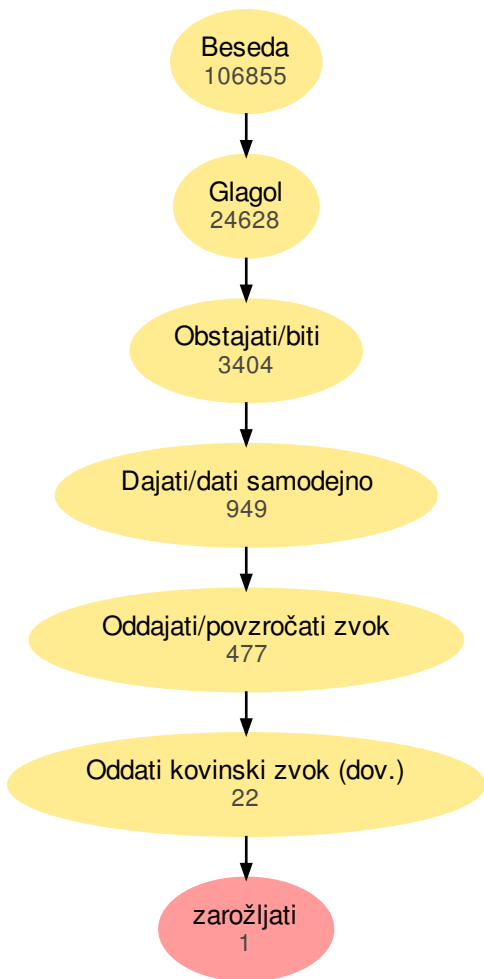 Beseda
106855
Glagol
24628
Obstajati/biti
3404
Dajati/dati samodejno
949
Oddajati/povzročati zvok
477
Oddati kovinski zvok (dov.)
22
zarožljati
1